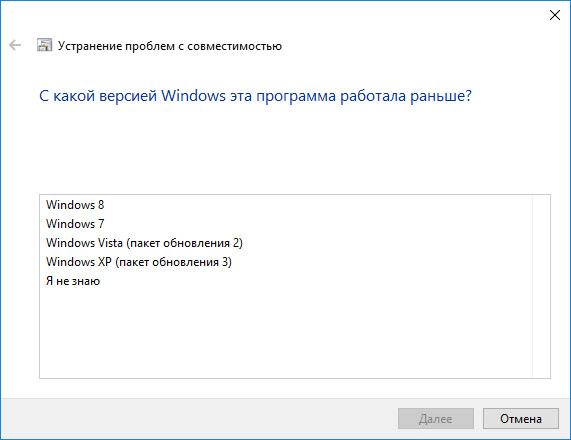 Устранение проблем с совместимостью
С какой версией Windows эта программа работала раньше?
Windows 8
Windows 7
Windows Vista (пакет обновления 2)
Windows XP (пакет обновления 3)
Я не знаю
Далее
Отмена